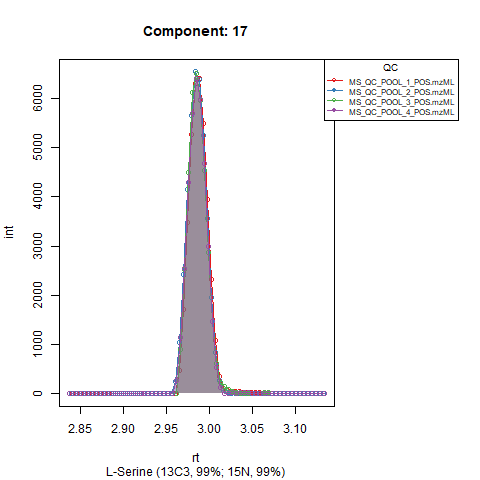 Component: 17
QC
MS_QC_POOL_1_POS.mzML
MS_QC_POOL_2_POS.mzML
MS_QC_POOL_3_POS.mzML
MS_QC_POOL_4_POS.mzML
int
6000
5000
4000
3000
2000
1000
0
2.85 2.90 2.95 3.00 3.05 3.10
rt
L-Serine (13C3, 99%; 15N, 99%)